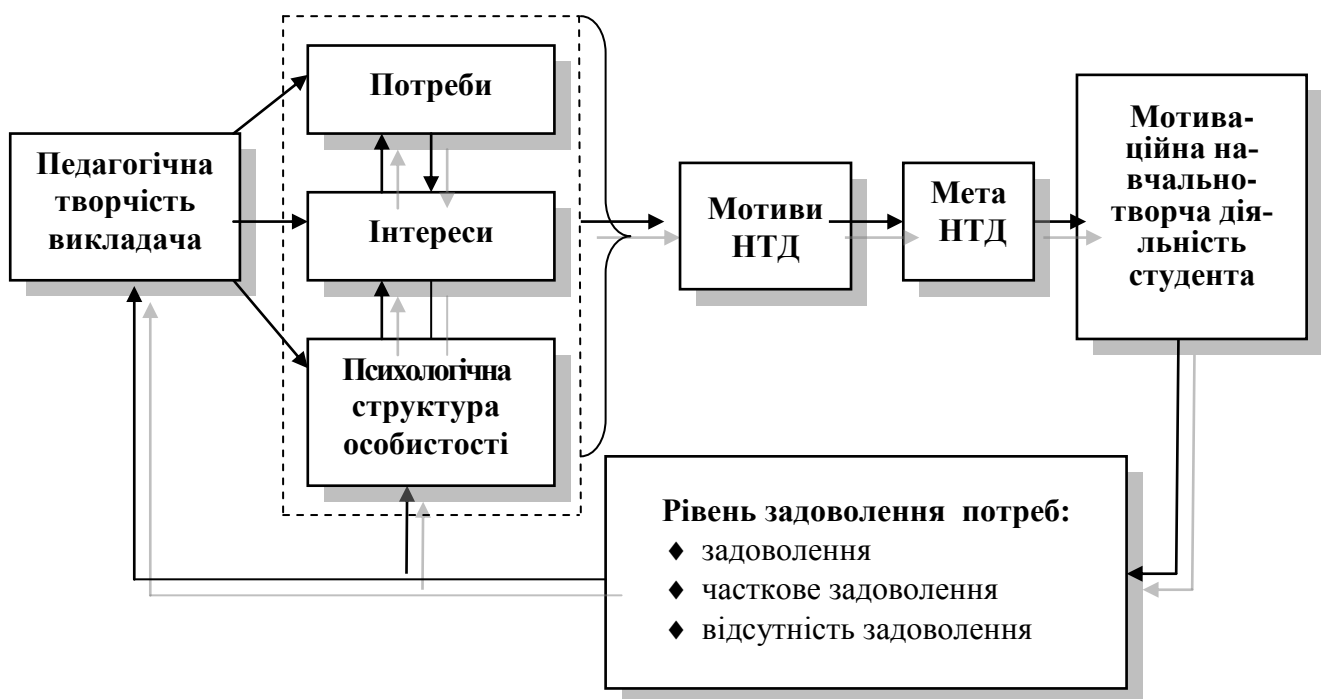 Педагогічна
творчість
викладача
Потреби
Інтереси
Психологічна
структура
особистості
Мотиви
НТД
Мета
НТД
Мотива-
ційна на-
вчально-
творча дія-
льність
студента
Рівень задоволення потреб:
♦ задоволення
♦ часткове задоволення
♦ відсутність задоволення